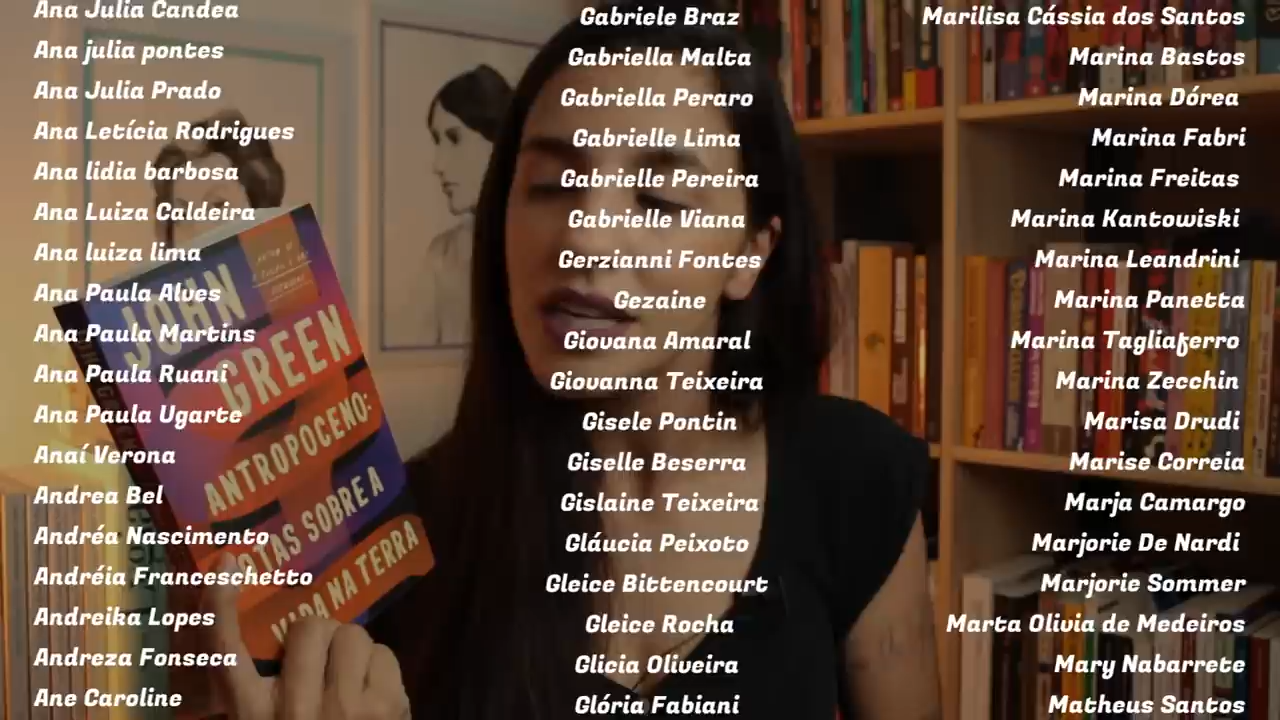 Ana Julia Candea
Ana julia pontes
Ana Julia Prado
Ana Letícia Rodrigues
Ana lidia barbosa
Ana Luiza Caldeira
Ana luiza lima
Ana Paula Alves
Ana Paula Martins
Ana Paula Ruani
Ana Paula Ugarte
Anaí Verona
Andrea Bel
Andréa Nascimento
Andréia Franceschetto
Andreika Lopes
Andreza Fonseca
Ane Caroline
Gabriele Braz
Gabriella Malta
Gabriella Peraro
Gabrielle Lima
Gabrielle Pereira
Gabrielle Viana
Gerzianni Fontes
Gezaine
Giovana Amaral
Giovanna Teixeira
Gisele Pontin
Giselle Beserra
Gislaine Teixeira
Gláucia Peixoto
Gleice Bittencourt
Gleice Rocha
Glicia Oliveira
Glória Fabiani
Marilisa Cássia dos Santos
Marina Bastos
Marina Dórea
Marina Fabri
Marina Freitas
Marina Kantowiski
Marina Leandrini
Marina Panetta
Marina Tagliaferro
Marina Zecchin
Marisa Drudi
Marise Correia
Marja Camargo
Marjorie De Nardi
Marjorie Sommer
Marta Olivia de Medeiros
Mary Nabarrete
Matheus Santos
JOHN
GREEN
ANTROPOCENO:
NOTAS SOBRE A
VIDA NA TERRA